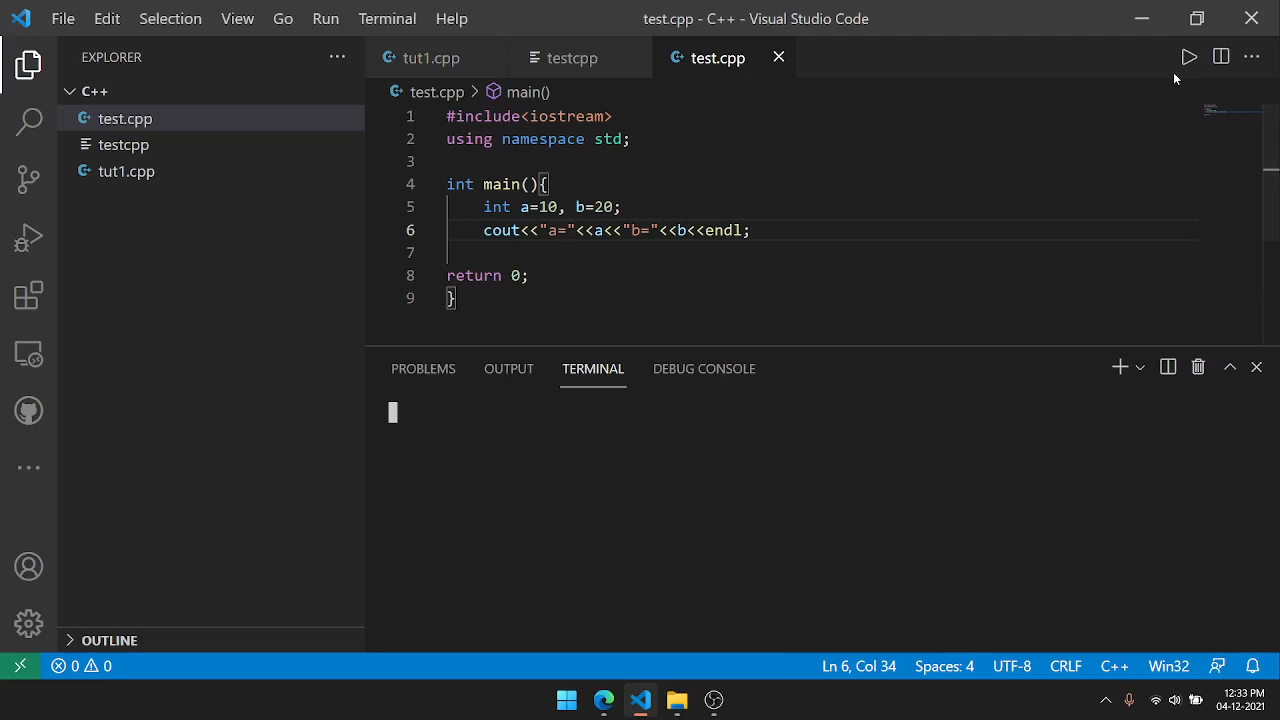 File Edit Selection View Go Run Terminal Help test.cpp - C++ - Visual Studio Code
EXPLORER
C++
test.cpp
testcpp
tut1.cpp
OUTLINE
tut1.cpp testcpp test.cpp
test.cpp > main()
1 #include<iostream>
2 using namespace std;
3
4 int main(){
5 int a=10, b=20;
6 cout<<"a="<<a<<"b="<<b<<endl;
7
8 return 0;
9 }
PROBLEMS OUTPUT TERMINAL DEBUG CONSOLE
0 0 Ln 6, Col 34 Spaces: 4 UTF-8 CRLF C++ Win32
12:33 PM
04-12-2021